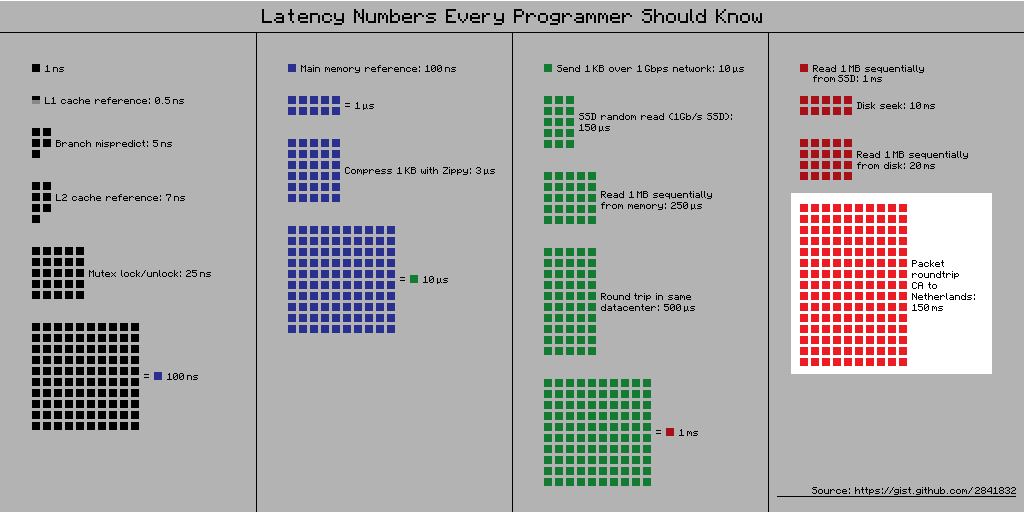 Latency Numbers Every Programmer Should Know
1 ns
L1 cache reference: 0.5 ns
Branch mispredict: 5 ns
L2 cache reference: 7 ns
Mutex lock/unlock: 25 ns
= 100 ns
Main memory reference: 100 ns
= 1 µs
Compress 1 KB with Zippy: 3 µs
= 10 µs
Send 1 KB over 1 Gbps network: 10 µs
SSD random read (1Gb/s SSD):
150 µs
Read 1 MB sequentially
from memory: 250 µs
Round trip in same
datacenter: 500 µs
= 1 ms
Read 1 MB sequentially
from SSD: 1 ms
Disk seek: 10 ms
Read 1 MB sequentially
from disk: 20 ms
Packet
roundtrip
CA to
Netherlands:
150 ms
Source: https://gist.github.com/2841832